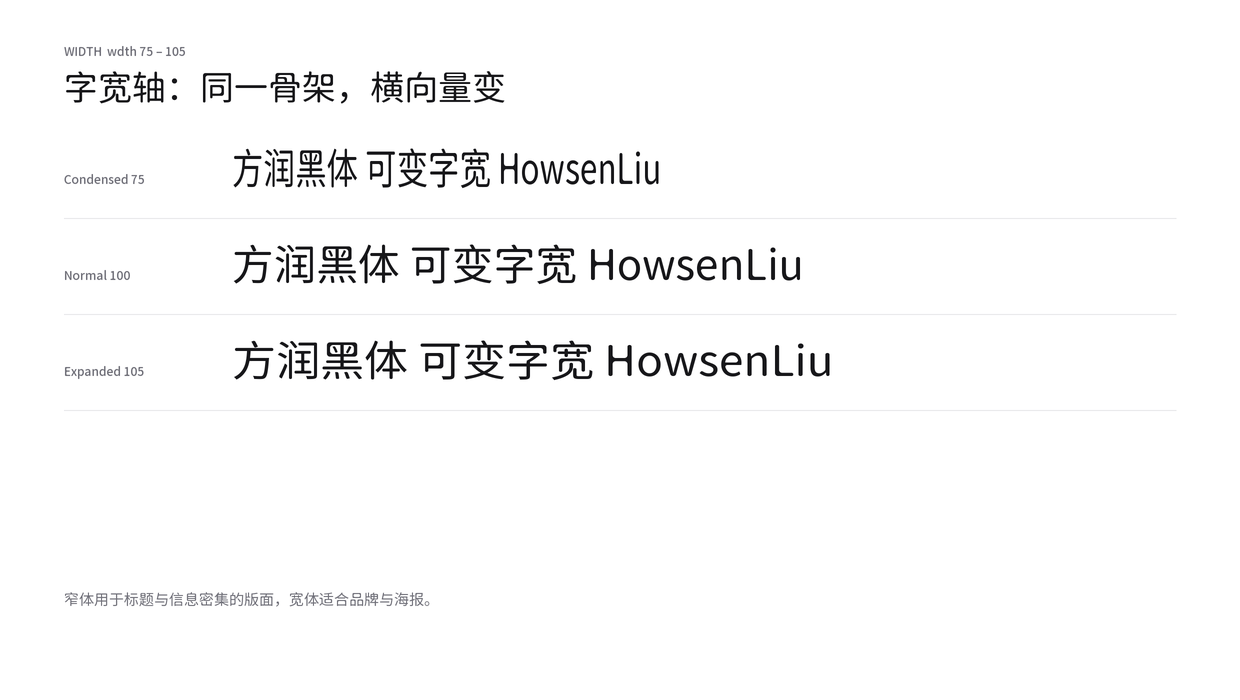 WIDTH wdth 75 – 105
字宽轴：同一骨架，横向量变
Condensed 75
方润黑体 可变字宽 HowsenLiu
Normal 100
方润黑体 可变字宽 HowsenLiu
Expanded 105
方润黑体 可变字宽 HowsenLiu
窄体用于标题与信息密集的版面，宽体适合品牌与海报。